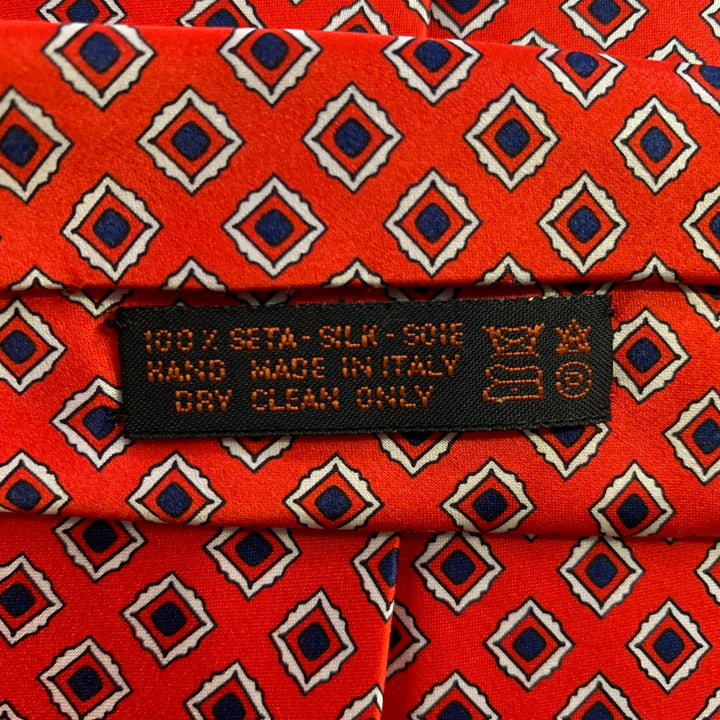 100% SETA - SILK - SOIE
HAND MADE IN ITALY
DRY CLEAN ONLY
P